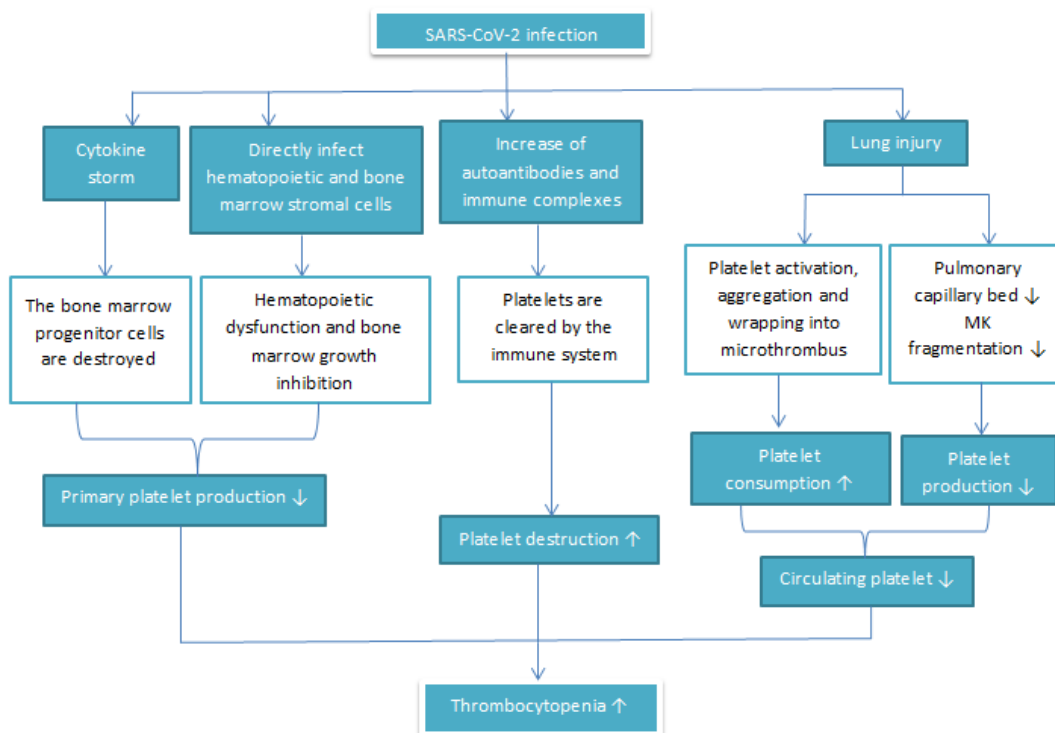 SARS-CoV-2 infection
Cytokine
storm
Directly infect
hematopoietic and bone
marrow stromal cells
Increase of
autoantibodies and
immune complexes
Lung injury
The bone marrow
progenitor cells
are destroyed
Hematopoietic
dysfunction and bone
marrow growth
inhibition
Platelets are
cleared by the
immune system
Platelet activation,
aggregation and
wrapping into
microthrombus
Pulmonary
capillary bed ↓
MK
fragmentation ↓
Primary platelet production ↓
Platelet destruction ↑
Platelet
consumption ↑
Platelet
production ↓
Circulating platelet ↓
Thrombocytopenia ↑